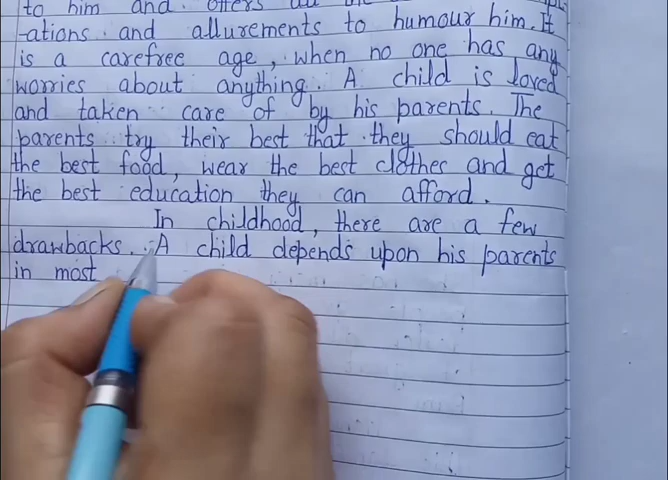 to him and offers all the
-ations and allurements to humour him. It
is a carefree age, when no one has any
worries about anything. A child is loved
and taken care of by his parents. The
parents try their best that they should eat
the best food, wear the best clothes and get
the best education they can afford.
In childhood, there are a few
drawbacks. A child depends upon his parents
in most